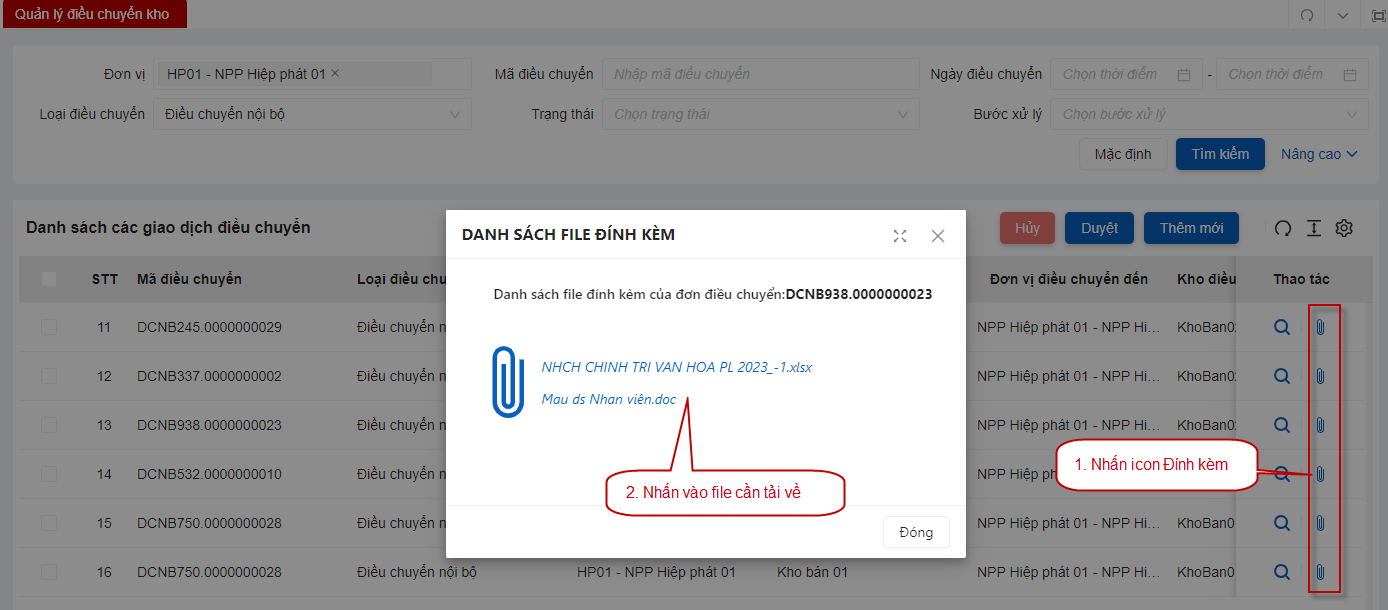 Quản lý điều chuyển kho
Đơn vị HP01 - NPP Hiệp phát 01 × Mã điều chuyển Nhập mã điều chuyển Ngày điều chuyển Chọn thời điểm - Chọn thời điểm
Loại điều chuyển Điều chuyển nội bộ Trạng thái Chọn trạng thái Bước xử lý Chọn bước xử lý
Mặc định Tìm kiếm Nâng cao
Danh sách các giao dịch điều chuyển Hủy Duyệt Thêm mới
DANH SÁCH FILE ĐÍNH KÈM
STT Mã điều chuyển Loại điều chu Đơn vị điều chuyển đến Kho điều Thao tác
Danh sách file đính kèm của đơn điều chuyển:DCNB938.0000000023
11 DCNB245.0000000029 Điều chuyển n NPP Hiệp phát 01 - NPP Hi... KhoBan02
12 DCNB337.0000000002 Điều chuyển n NPP Hiệp phát 01 - NPP Hi... KhoBan02
NHCH CHINH TRI VAN HOA PL 2023_-1.xlsx
Mau ds Nhan viên.doc
13 DCNB938.0000000023 Điều chuyển n NPP Hiệp phát 01 - NPP Hi... KhoBan02
1. Nhấn icon Đính kèm
14 DCNB532.0000000010 Điều chuyển n NPP Hiệp
2. Nhấn vào file cần tải về
15 DCNB750.0000000028 Điều chuyển n NPP Hiệp phát 01 - NPP Hi... KhoBan0
Đóng
16 DCNB750.0000000028 Điều chuyển nội bộ HP01 - NPP Hiệp phát 01 Kho bán 01 NPP Hiệp phát 01 - NPP Hi... KhoBan0